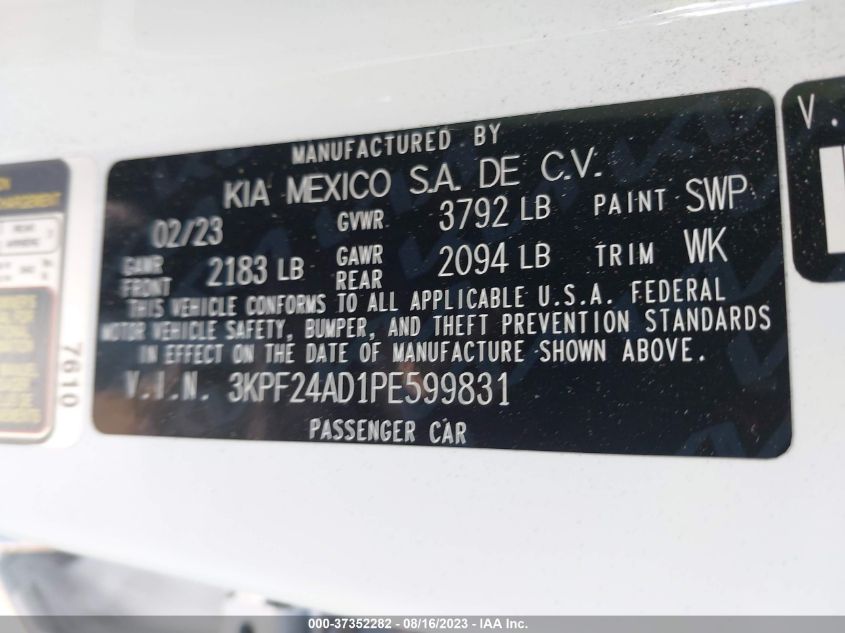 MANUFACTURED BY
KIA MEXICO S.A. DE C.V.
02/23 GVWR 3792 LB PAINT SWP
GAWR FRONT 2183 LB GAWR REAR 2094 LB TRIM WK
THIS VEHICLE CONFORMS TO ALL APPLICABLE U.S.A. FEDERAL
MOTOR VEHICLE SAFETY, BUMPER, AND THEFT PREVENTION STANDARDS
IN EFFECT ON THE DATE OF MANUFACTURE SHOWN ABOVE.
V.I.N. 3KPF24AD1PE599831
PASSENGER CAR
7610
V.
000-37352282 - 08/16/2023 - IAA Inc.